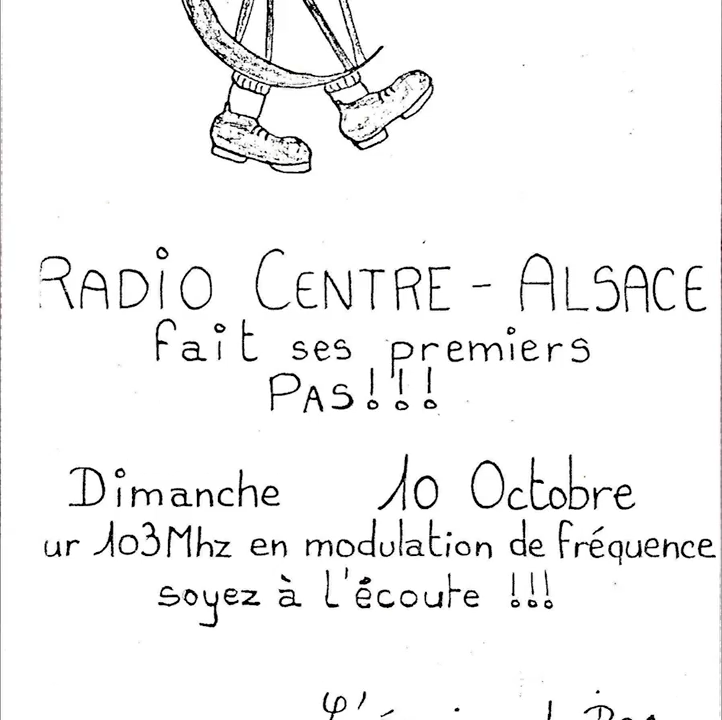 RADIO CENTRE - ALSACE
fait ses premiers
PAS!!!
Dimanche 10 Octobre
ur 103Mhz en modulation de fréquence
soyez à l'écoute !!!